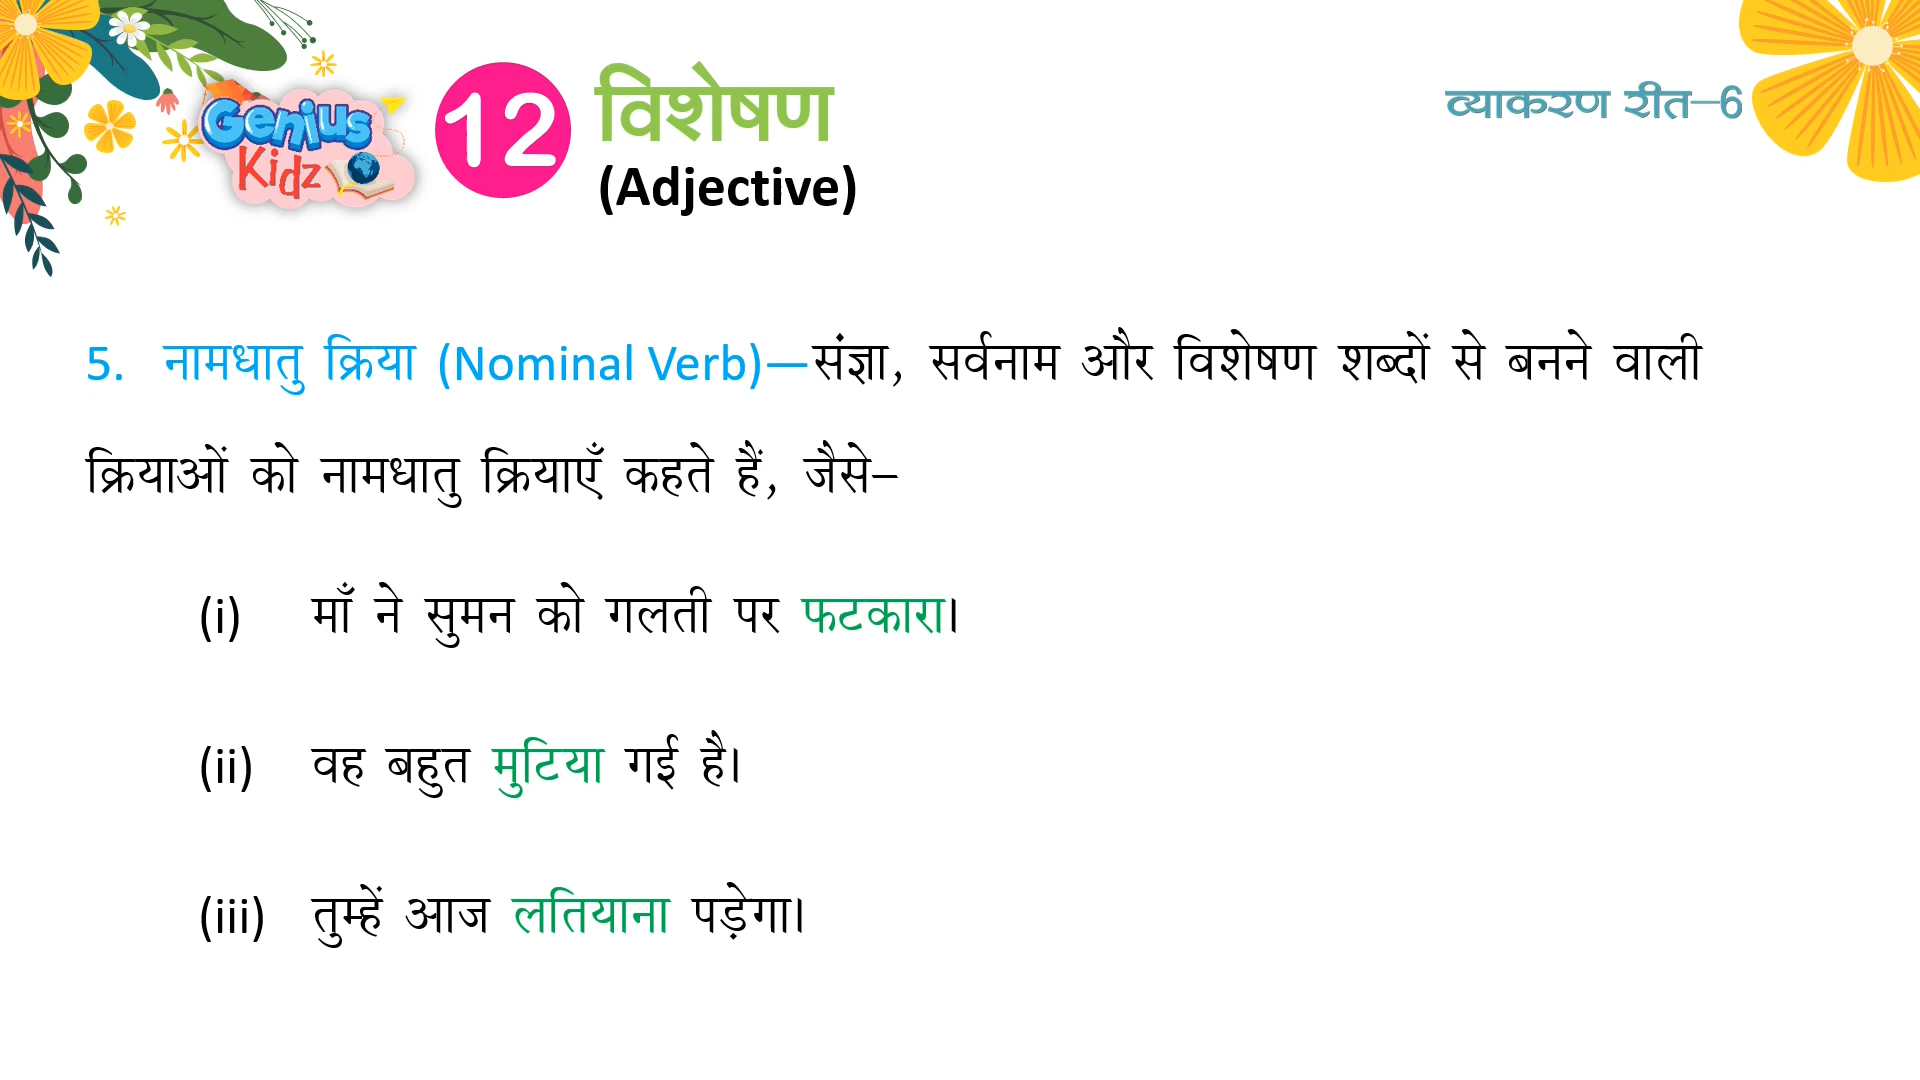 Genius
Kidz
12
विशेषण
(Adjective)
व्याकरण रीत–6
5. नामधातु क्रिया (Nominal Verb)—संज्ञा, सर्वनाम और विशेषण शब्दों से बनने वाली
क्रियाओं को नामधातु क्रियाएँ कहते हैं, जैसे–
(i) माँ ने सुमन को गलती पर फटकारा।
(ii) वह बहुत मुटिया गई है।
(iii) तुम्हें आज लतियाना पड़ेगा।